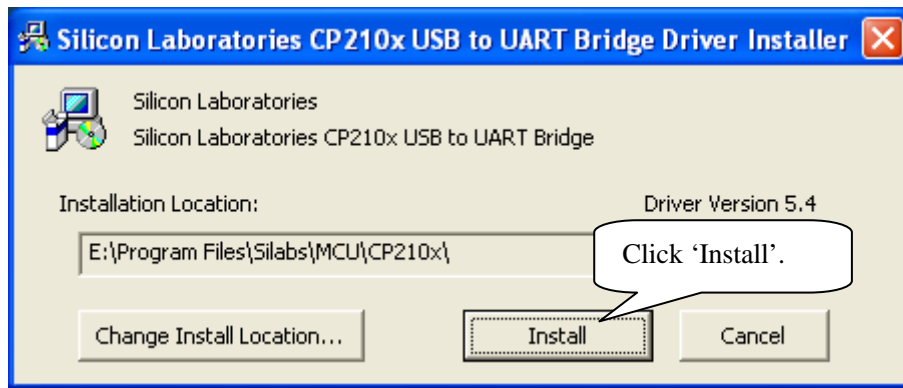 Silicon Laboratories CP210x USB to UART Bridge Driver Installer
Silicon Laboratories
Silicon Laboratories CP210x USB to UART Bridge
Installation Location:
Driver Version 5.4
E:\Program Files\Silabs\MCU\CP210x\
Click ‘Install’.
Change Install Location...
Install
Cancel